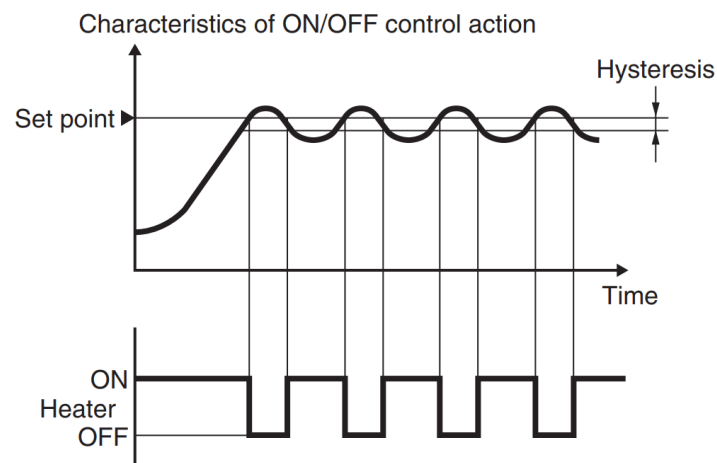 Characteristics of ON/OFF control action
Hysteresis
Set point
Time
ON
Heater
OFF